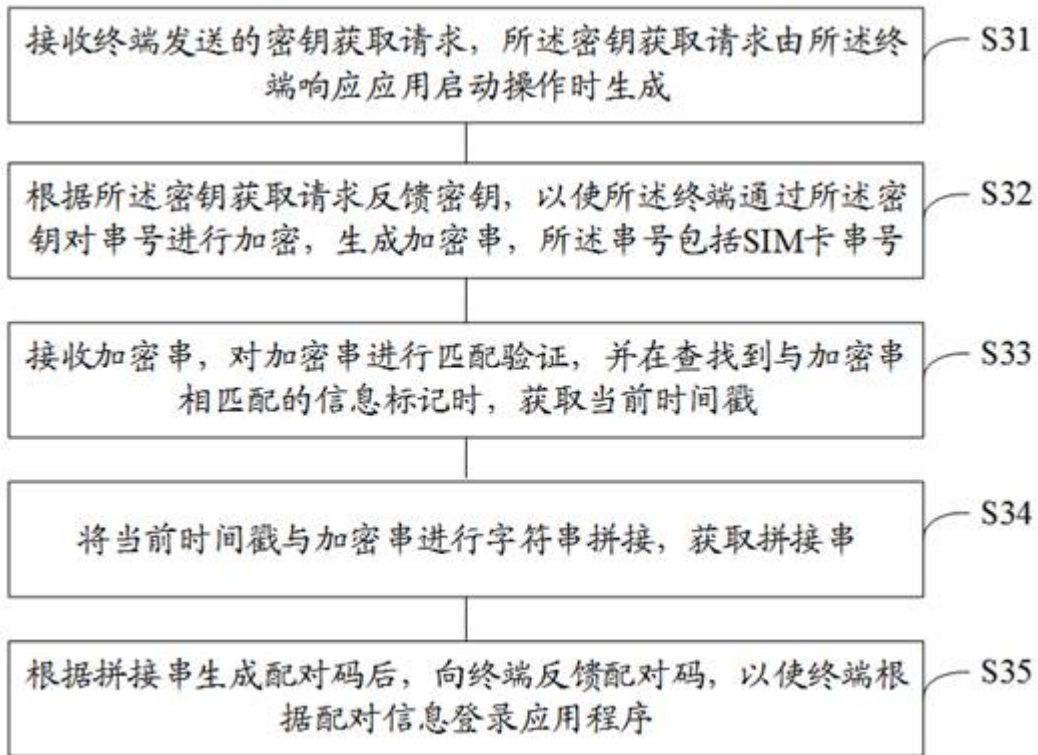 接收终端发送的密钥获取请求，所述密钥获取请求由所述终
端响应应用启动操作时生成
S31
根据所述密钥获取请求反馈密钥，以使所述终端通过所述密
钥对串号进行加密，生成加密串，所述串号包括SIM卡串号
S32
接收加密串，对加密串进行匹配验证，并在查找到与加密串
相匹配的信息标记时，获取当前时间戳
S33
将当前时间戳与加密串进行字符串拼接，获取拼接串
S34
根据拼接串生成配对码后，向终端反馈配对码，以使终端根
据配对信息登录应用程序
S35